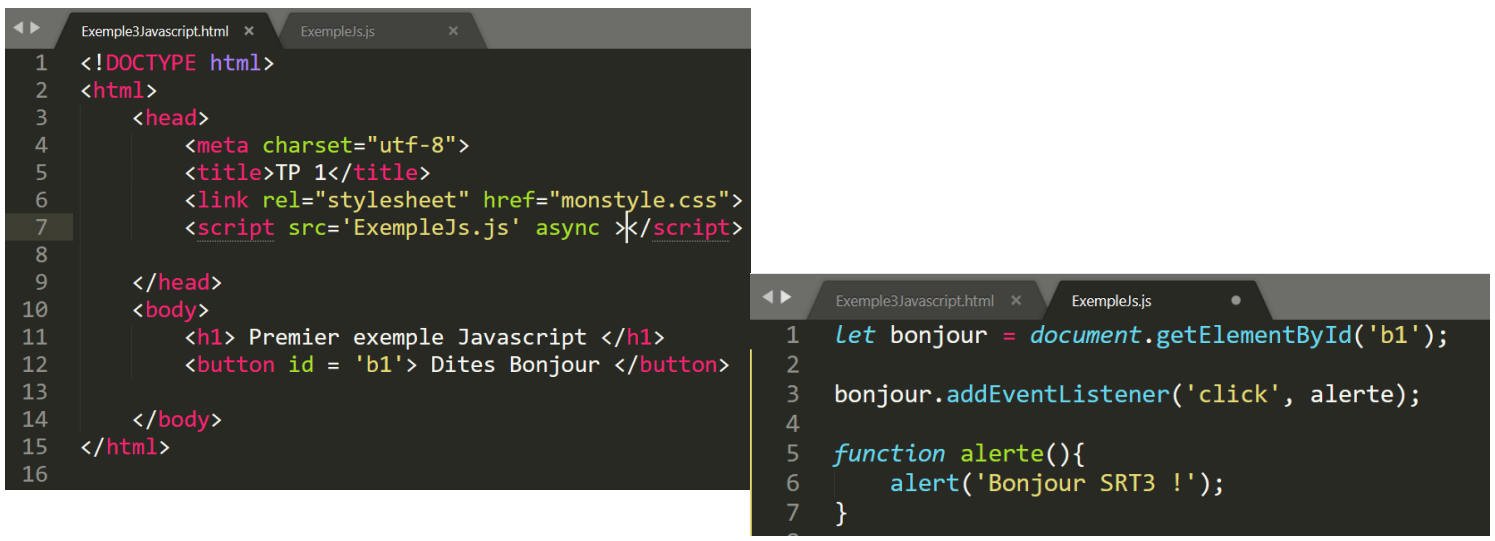 Exemple3Javascript.html × ExempleJs.js ×
1 <!DOCTYPE html>
2 <html>
3 <head>
4 <meta charset="utf-8">
5 <title>TP 1</title>
6 <link rel="stylesheet" href="monstyle.css">
7 <script src='ExempleJs.js' async ></script>
8
9 </head>
10 <body>
11 <h1> Premier exemple Javascript </h1>
12 <button id = 'b1'> Dites Bonjour </button>
13
14 </body>
15 </html>
16
Exemple3Javascript.html × ExempleJs.js
1 let bonjour = document.getElementById('b1');
2
3 bonjour.addEventListener('click', alerte);
4
5 function alerte(){
6 alert('Bonjour SRT3 !');
7 }